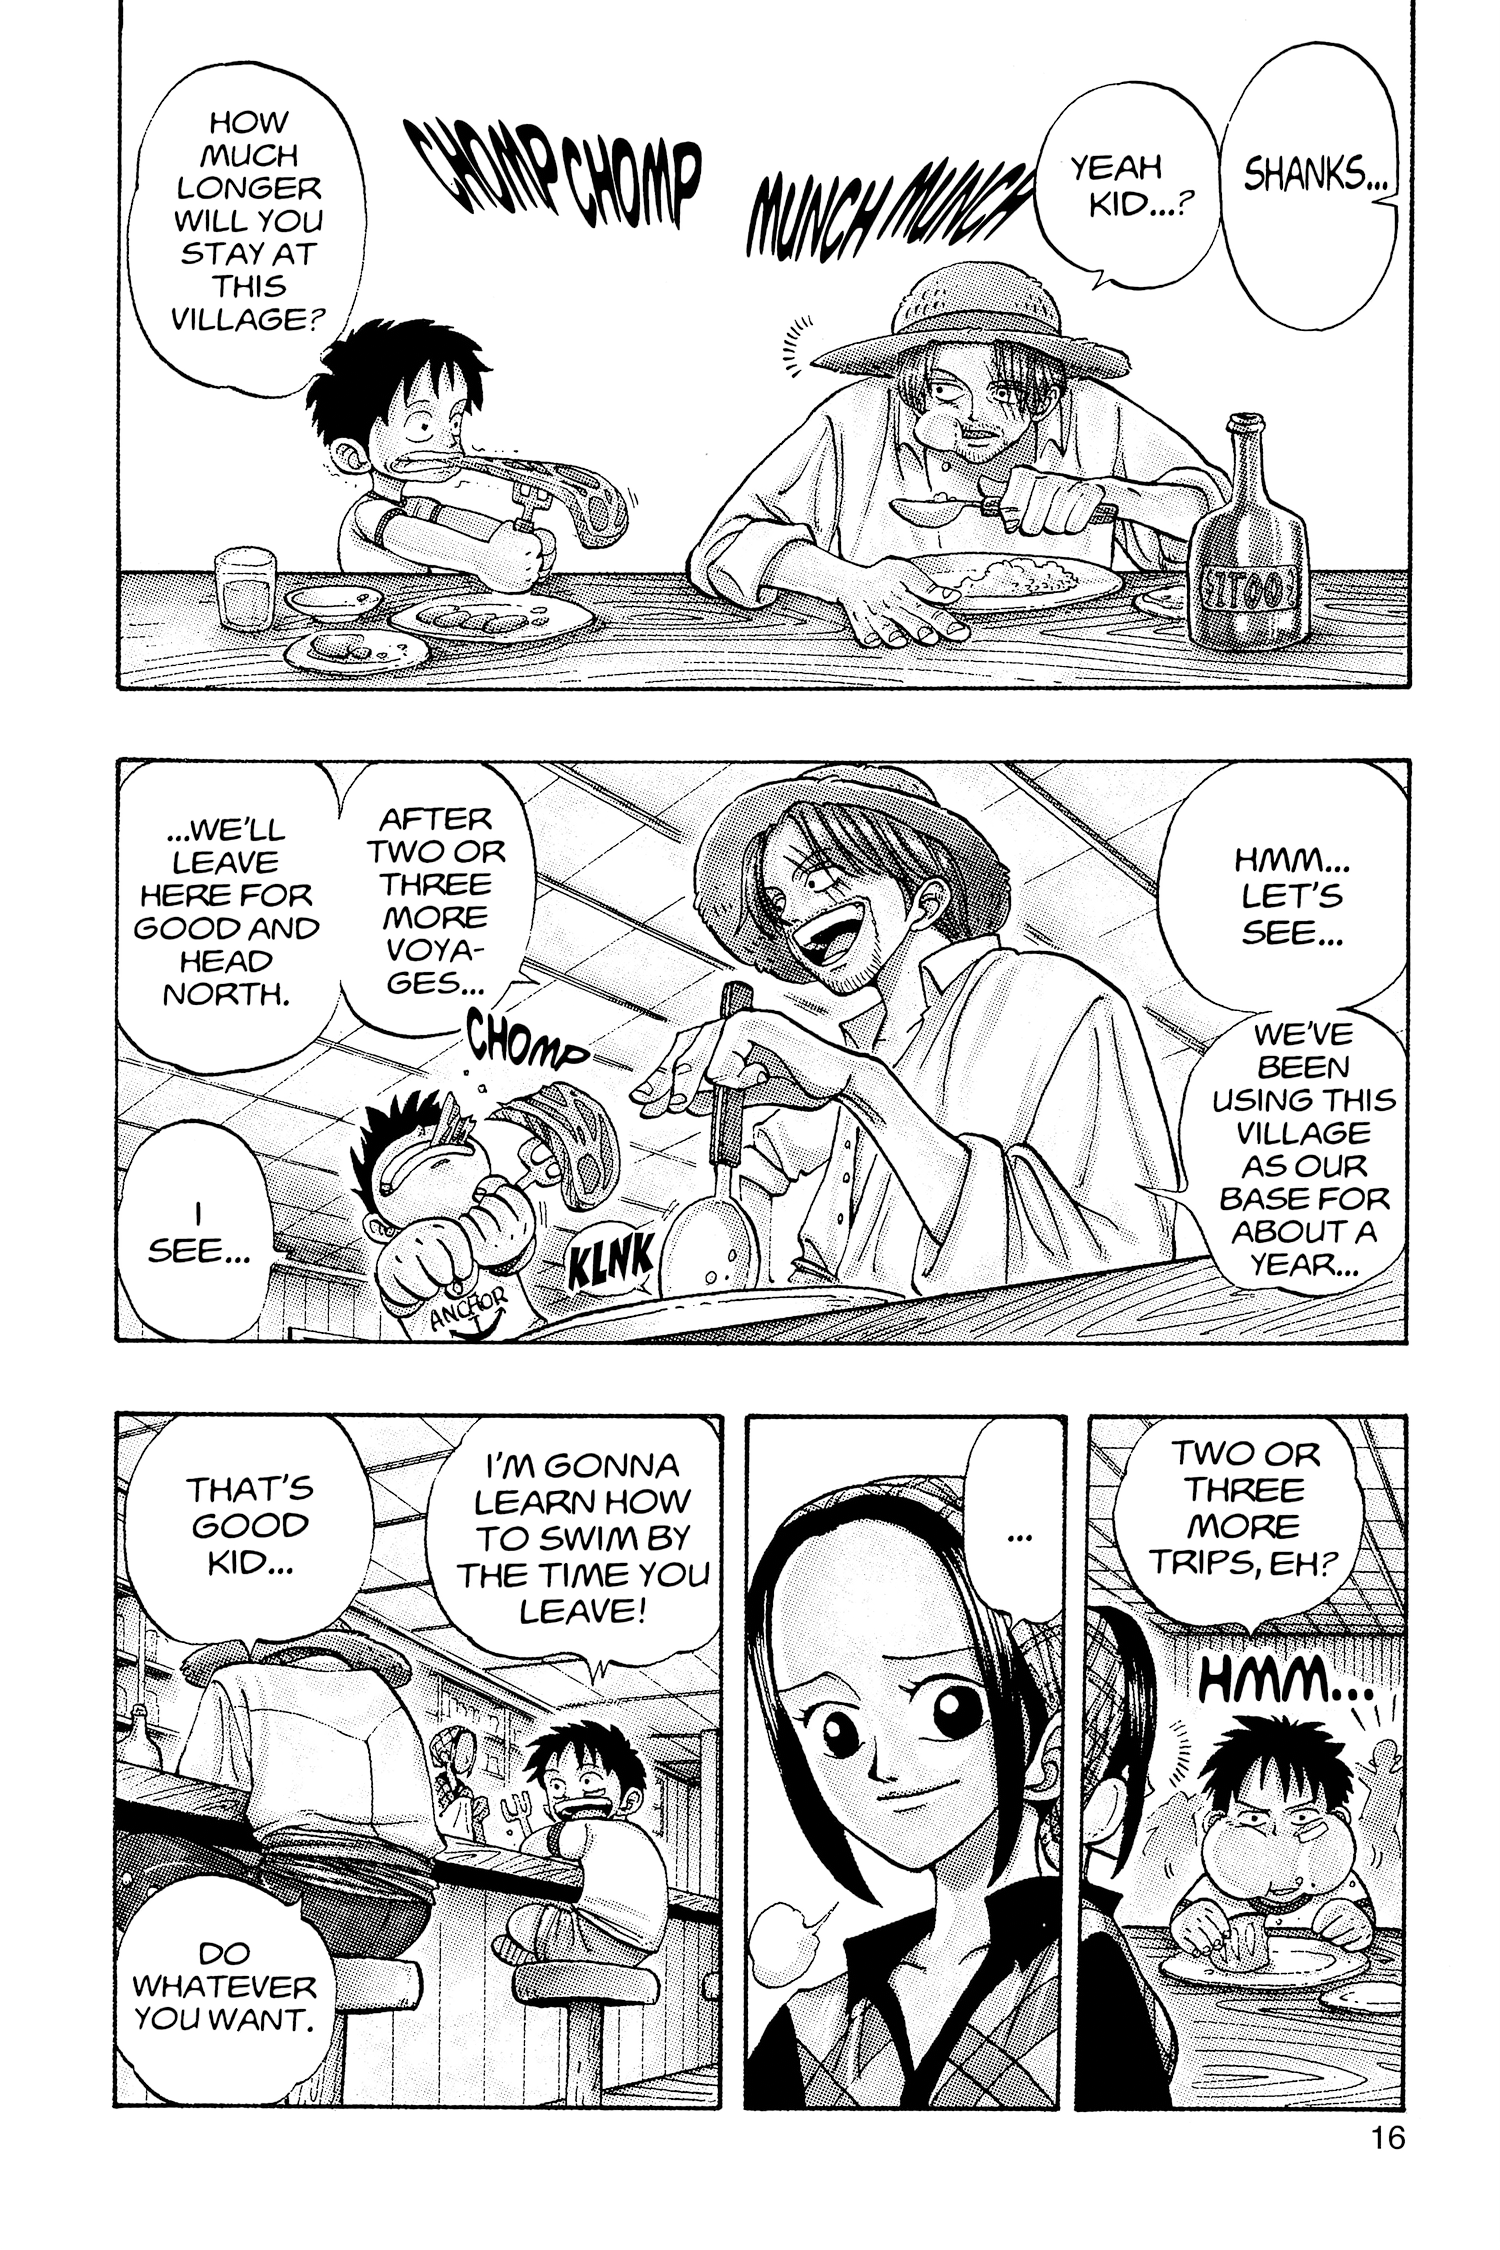 SHANKS...
YEAH
KID...?
MUNCH MUNCH
CHOMP CHOMP
HOW
MUCH
LONGER
WILL YOU
STAY AT
THIS
VILLAGE?
HMM...
LET'S
SEE...
WE'VE
BEEN
USING THIS
VILLAGE
AS OUR
BASE FOR
ABOUT A
YEAR...
AFTER
TWO OR
THREE
MORE
VOYA-
GES...
...WE'LL
LEAVE
HERE FOR
GOOD AND
HEAD
NORTH.
CHOMP
KLNK
ANCHOR
I
SEE...
TWO OR
THREE
MORE
TRIPS, EH?
HMM...
...
I'M GONNA
LEARN HOW
TO SWIM BY
THE TIME YOU
LEAVE!
THAT'S
GOOD
KID...
DO
WHATEVER
YOU WANT.
16